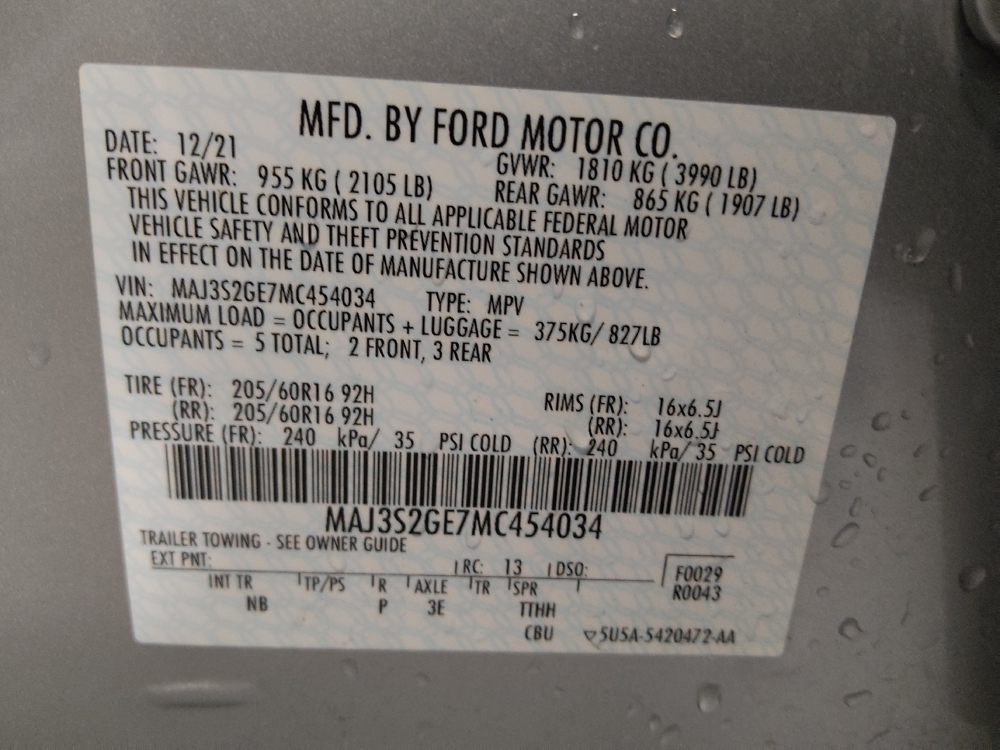 MFD. BY FORD MOTOR CO.
DATE: 12/21 GVWR: 1810 KG ( 3990 LB)
FRONT GAWR: 955 KG ( 2105 LB) REAR GAWR: 865 KG ( 1907 LB)
THIS VEHICLE CONFORMS TO ALL APPLICABLE FEDERAL MOTOR
VEHICLE SAFETY AND THEFT PREVENTION STANDARDS
IN EFFECT ON THE DATE OF MANUFACTURE SHOWN ABOVE.
VIN: MAJ3S2GE7MC454034 TYPE: MPV
MAXIMUM LOAD = OCCUPANTS + LUGGAGE = 375KG/ 827LB
OCCUPANTS = 5 TOTAL; 2 FRONT, 3 REAR
TIRE (FR): 205/60R16 92H RIMS (FR): 16x6.5J
(RR): 205/60R16 92H (RR): 16x6.5J
PRESSURE (FR): 240 kPa/ 35 PSI COLD (RR): 240 kPa/ 35 PSI COLD
MAJ3S2GE7MC454034
TRAILER TOWING - SEE OWNER GUIDE
EXT PNT: RC: 13 DSO: F0029
INT TR TP/PS R AXLE TR SPR R0043
NB P 3E TTHH
CBU ▽5U5A-5420472-AA